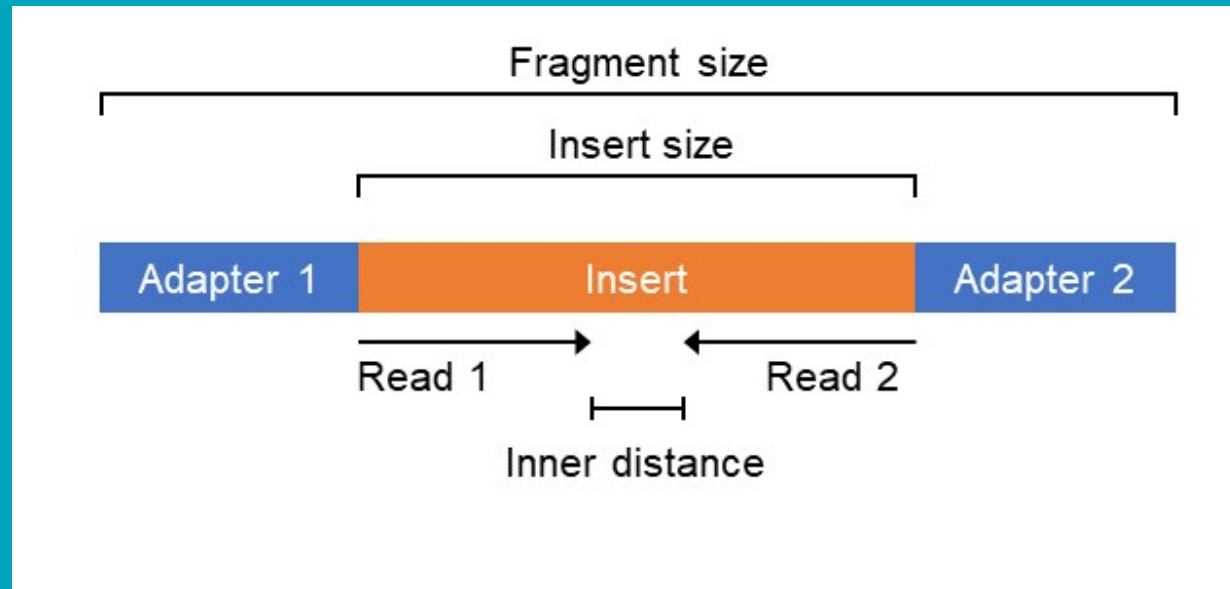 Fragment size
Insert size
Adapter 1
Insert
Adapter 2
Read 1
Read 2
Inner distance